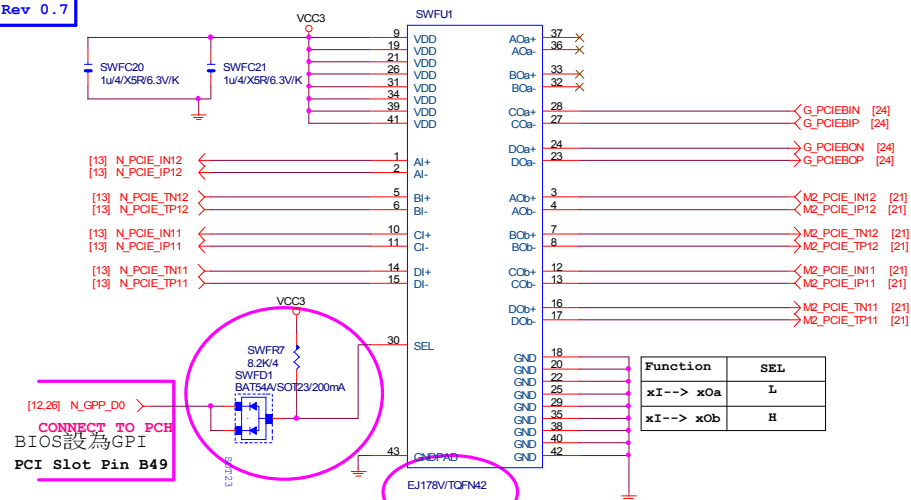 Rev 0.7
VCC3
SWFU1
SWFC20
1u/4/X5R/6.3V/K
SWFC21
1u/4/X5R/6.3V/K
9 VDD
19 VDD
21 VDD
26 VDD
31 VDD
34 VDD
39 VDD
41 VDD
AOa+ 37
AOa- 36
BOa+ 33
BOa- 32
COa+ 28 G_PCIEBIN [24]
COa- 27 G_PCIEBIP [24]
DOa+ 24 G_PCIEBON [24]
DOa- 23 G_PCIEBOP [24]
[13] N_PCIE_IN12 1 AI+
[13] N_PCIE_IP12 2 AI-
[13] N_PCIE_TN12 5 BI+
[13] N_PCIE_TP12 6 BI-
[13] N_PCIE_IN11 10 CI+
[13] N_PCIE_IP11 11 CI-
[13] N_PCIE_TN11 14 DI+
[13] N_PCIE_TP11 15 DI-
AOb+ 3 M2_PCIE_IN12 [21]
AOb- 4 M2_PCIE_IP12 [21]
BOb+ 7 M2_PCIE_TN12 [21]
BOb- 8 M2_PCIE_TP12 [21]
COb+ 12 M2_PCIE_IN11 [21]
COb- 13 M2_PCIE_IP11 [21]
DOb+ 16 M2_PCIE_TN11 [21]
DOb- 17 M2_PCIE_TP11 [21]
VCC3
30 SEL
SWFR7
8.2K/4
SWFD1
BAT54A/SOT23/200mA
SOT23
[12,26] N_GPP_D0
CONNECT TO PCH
BIOS設為GPI
PCI Slot Pin B49
GND 18
GND 20
GND 22
GND 25
GND 29
GND 35
GND 38
GND 40
GND 42
43 GNDPAD
EJ178V/TQFN42
Function SEL
xI--> xOa L
xI--> xOb H